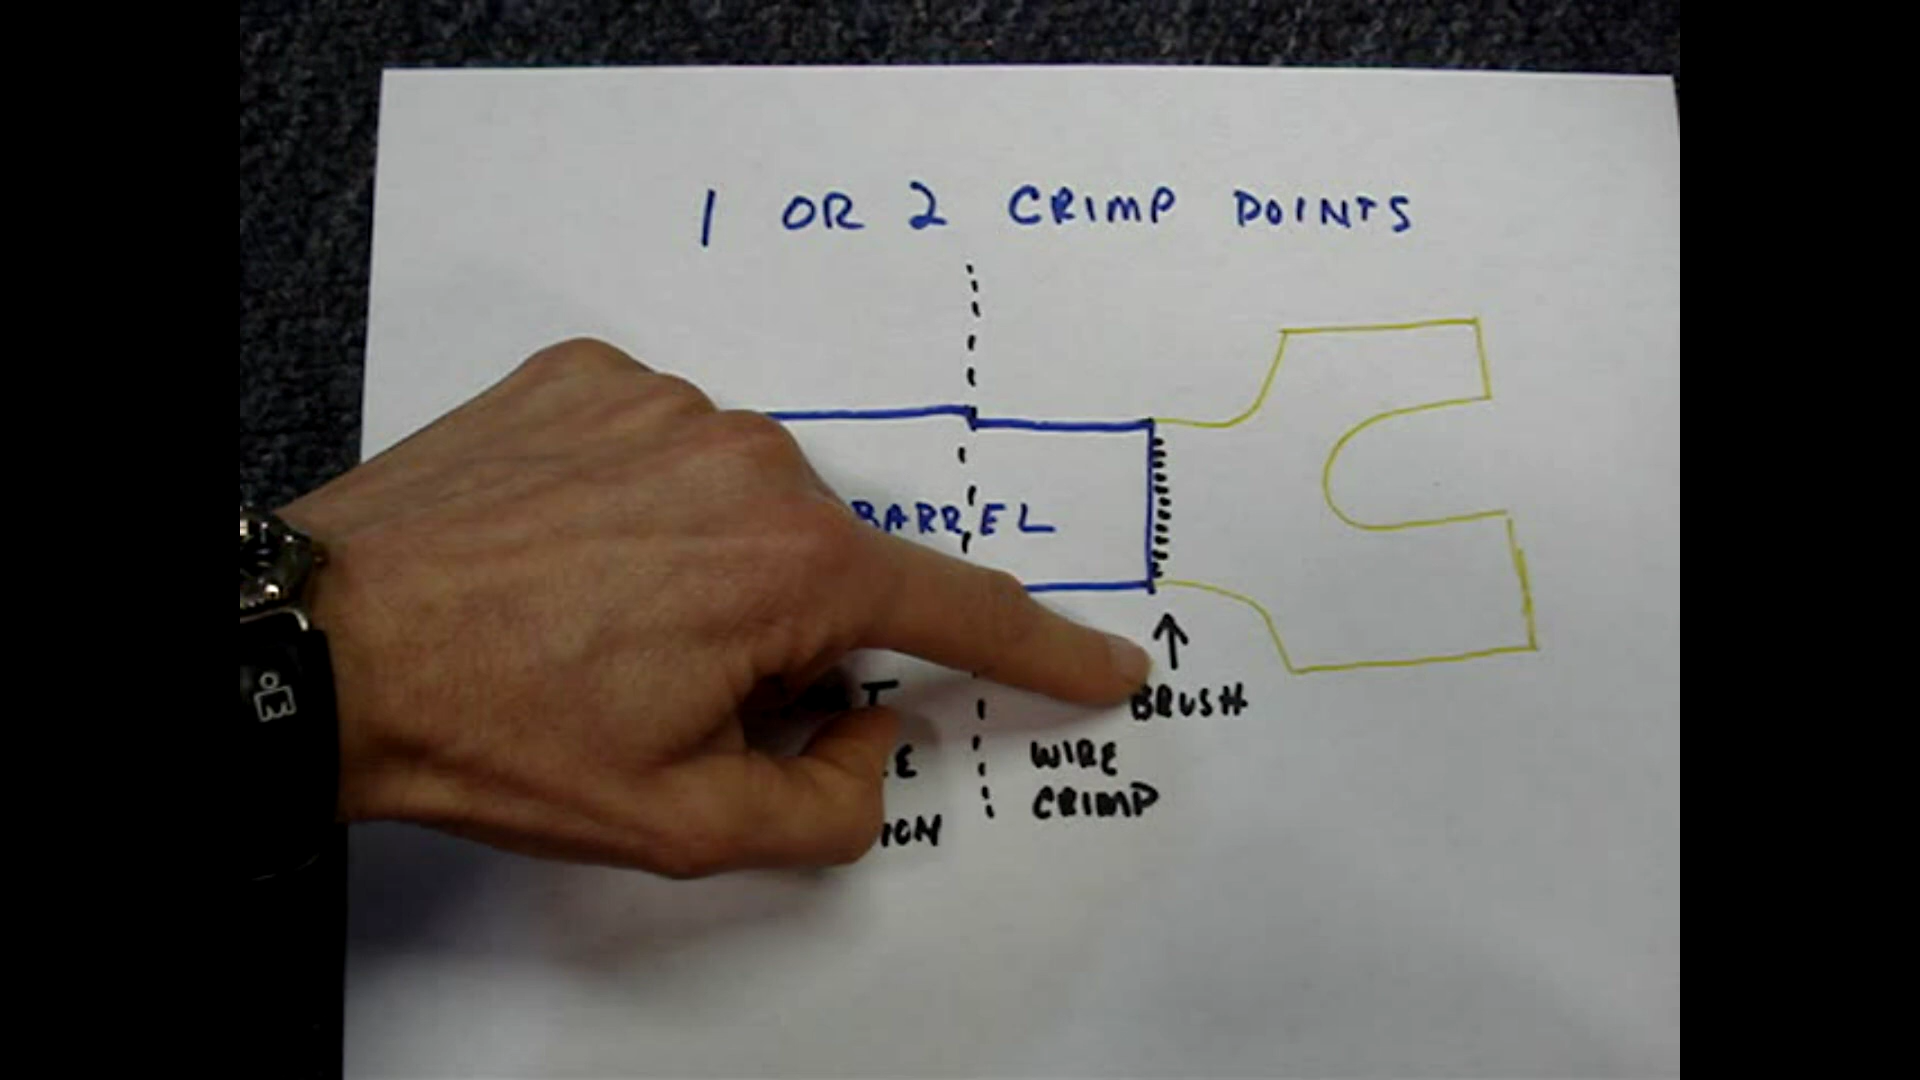 1 OR 2 CRIMP POINTS
BARREL
BRUSH
WIRE
CRIMP